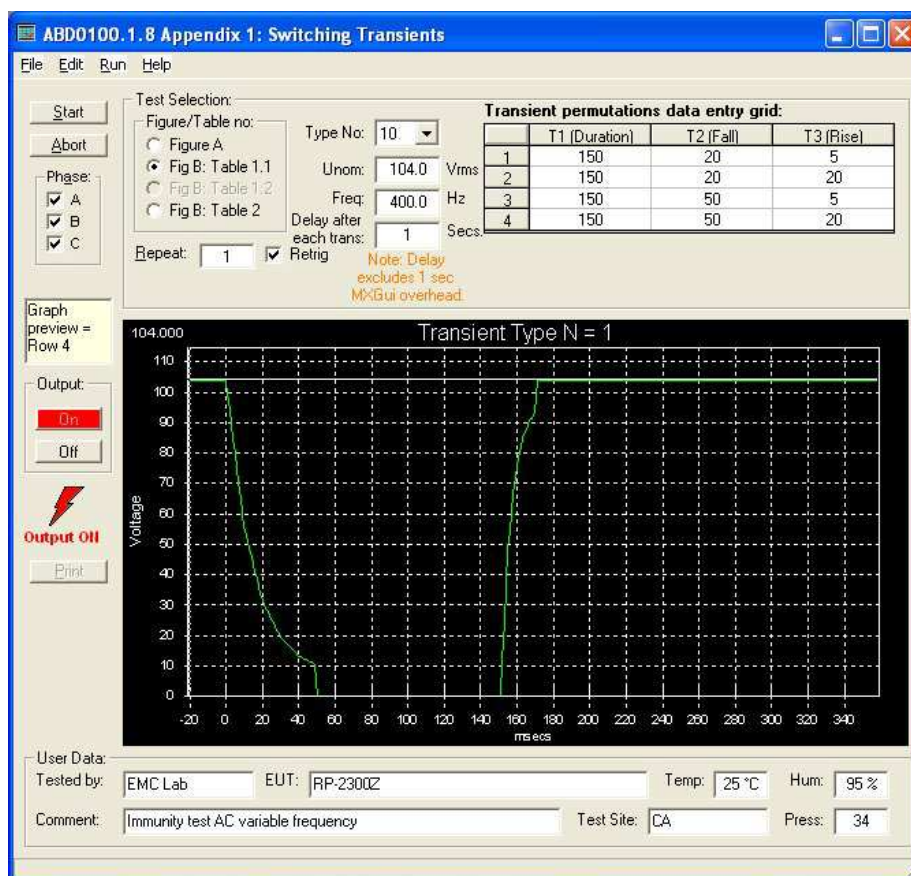 ABD0100.1.8 Appendix 1: Switching Transients
File Edit Run Help
Start
Abort
Phase:
A
B
C
Test Selection:
Figure/Table no:
Figure A
Fig B: Table 1.1
Fig B: Table 1.2
Fig B: Table 2
Repeat: 1 Retrig
Type No: 10
Unom: 104.0 Vrms
Freq: 400.0 Hz
Delay after
each trans: 1 Secs.
Note: Delay
excludes 1 sec
MXGui overhead.
Transient permutations data entry grid:
T1 (Duration) T2 (Fall) T3 (Rise)
1 150 20 5
2 150 20 20
3 150 50 5
4 150 50 20
Graph
preview =
Row 4
Output:
On
Off
Output ON
Print
104.000 Transient Type N = 1
110
100
90
80
70
60
50
40
30
20
10
0
Voltage
-20 0 20 40 60 80 100 120 140 160 180 200 220 240 260 280 300 320 340
msecs
User Data:
Tested by: EMC Lab EUT: RP-2300Z Temp: 25 °C Hum: 95 %
Comment: Immunity test AC variable frequency Test Site: CA Press: 34